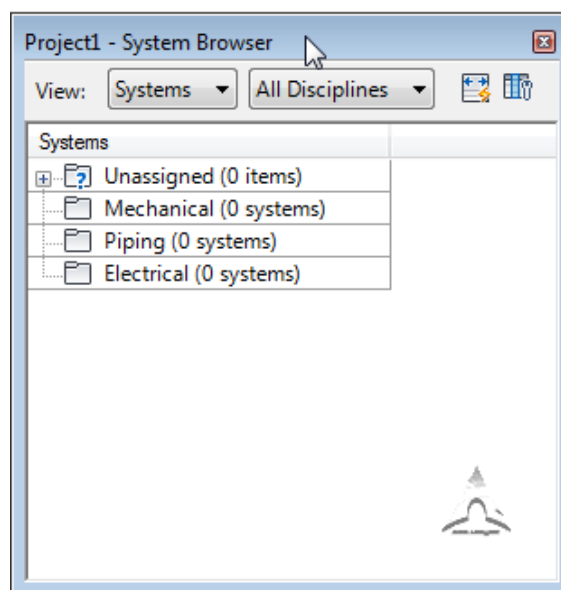 Project1 - System Browser
View: Systems All Disciplines
Systems
Unassigned (0 items)
Mechanical (0 systems)
Piping (0 systems)
Electrical (0 systems)